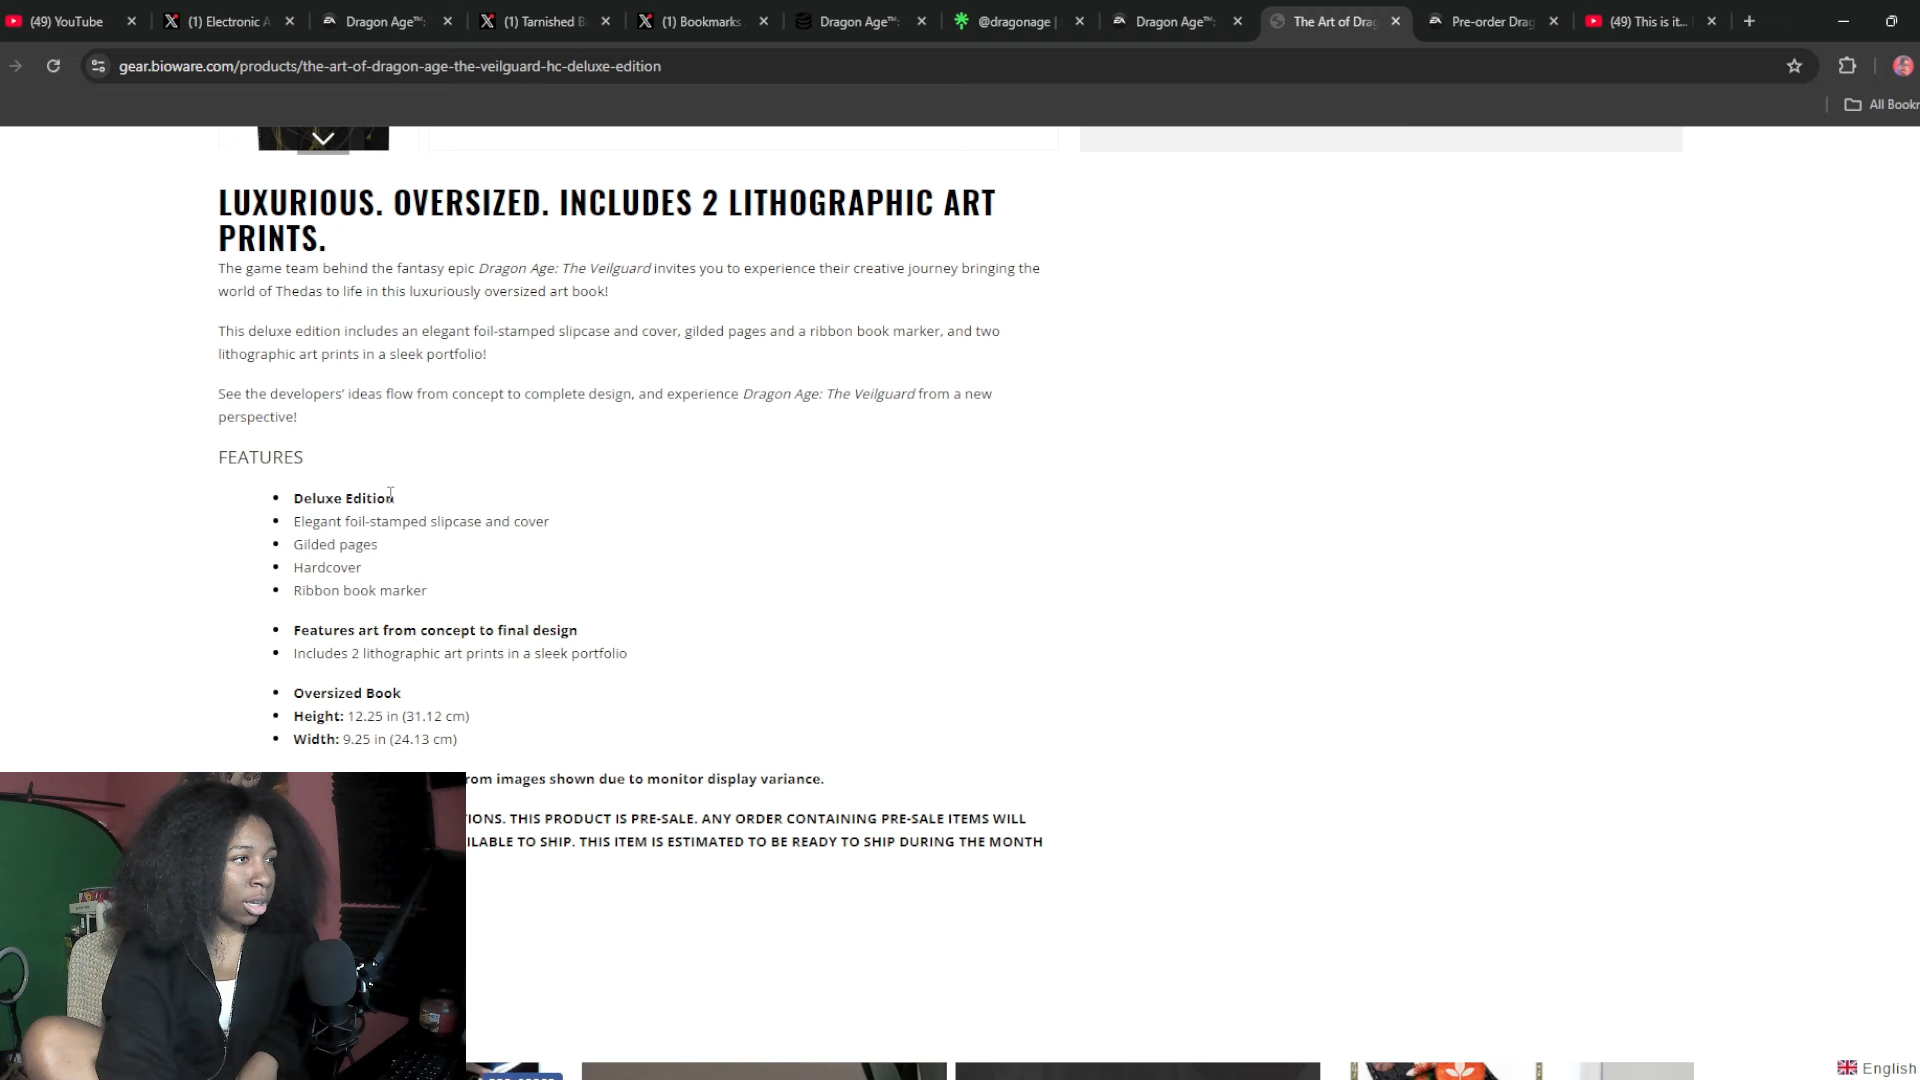 (49) YouTube
(1) Electronic A
Dragon Age™:
(1) Tarnished B
(1) Bookmarks
Dragon Age™:
@dragonage |
Dragon Age™:
The Art of Drag
Pre-order Drag
(49) This is it...
gear.bioware.com/products/the-art-of-dragon-age-the-veilguard-hc-deluxe-edition
All Bookr
LUXURIOUS. OVERSIZED. INCLUDES 2 LITHOGRAPHIC ART
PRINTS.
The game team behind the fantasy epic Dragon Age: The Veilguard invites you to experience their creative journey bringing the
world of Thedas to life in this luxuriously oversized art book!
This deluxe edition includes an elegant foil-stamped slipcase and cover, gilded pages and a ribbon book marker, and two
lithographic art prints in a sleek portfolio!
See the developers' ideas flow from concept to complete design, and experience Dragon Age: The Veilguard from a new
perspective!
FEATURES
• Deluxe Edition
• Elegant foil-stamped slipcase and cover
• Gilded pages
• Hardcover
• Ribbon book marker
• Features art from concept to final design
• Includes 2 lithographic art prints in a sleek portfolio
• Oversized Book
• Height: 12.25 in (31.12 cm)
• Width: 9.25 in (24.13 cm)
rom images shown due to monitor display variance.
TIONS. THIS PRODUCT IS PRE-SALE. ANY ORDER CONTAINING PRE-SALE ITEMS WILL
ILABLE TO SHIP. THIS ITEM IS ESTIMATED TO BE READY TO SHIP DURING THE MONTH
English